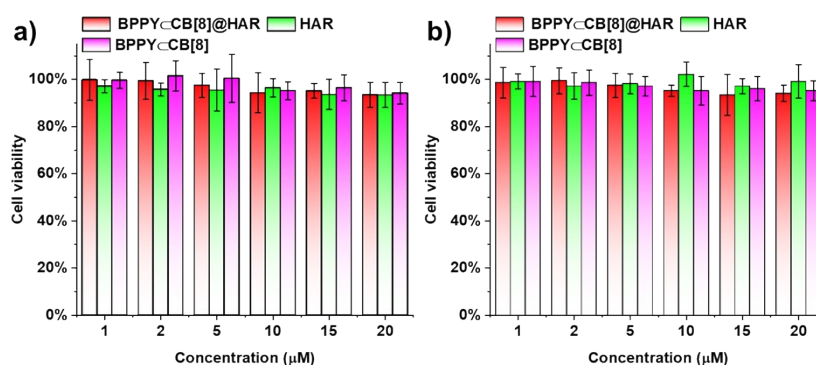 a)
BPPY⊂CB[8]@HAR HAR
BPPY⊂CB[8]
Cell viability
100%
80%
60%
40%
20%
0%
1 2 5 10 15 20
Concentration (μM)
b)
BPPY⊂CB[8]@HAR HAR
BPPY⊂CB[8]
Cell viability
100%
80%
60%
40%
20%
0%
1 2 5 10 15 20
Concentration (μM)